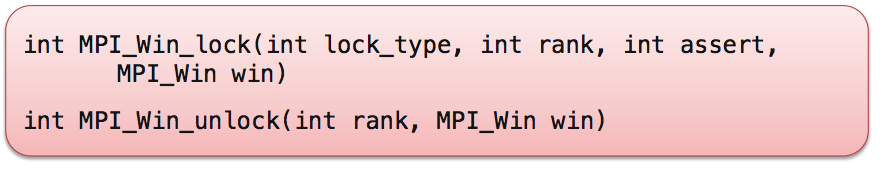 int MPI_Win_lock(int lock_type, int rank, int assert,
MPI_Win win)
int MPI_Win_unlock(int rank, MPI_Win win)